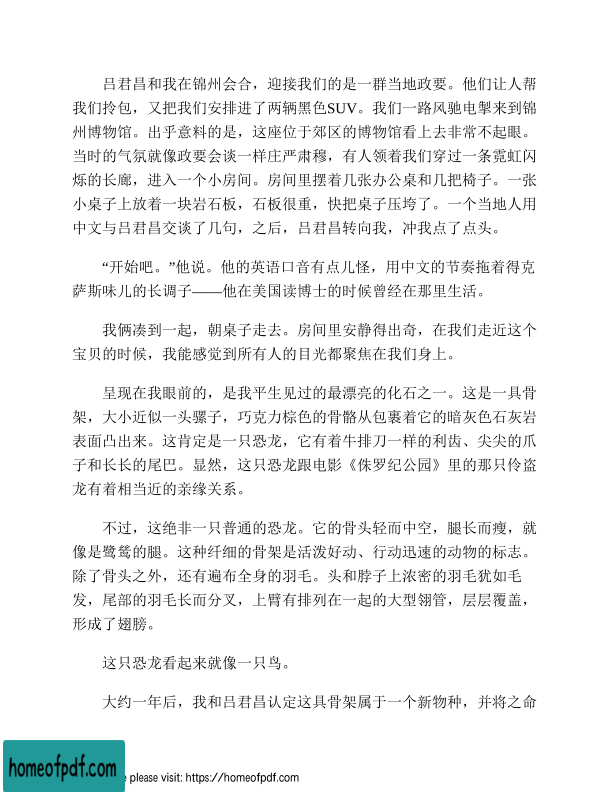 吕君昌和我在锦州会合，迎接我们的是一群当地政要。他们让人帮
我们拎包，又把我们安排进了两辆黑色SUV。我们一路风驰电掣来到锦
州博物馆。出乎意料的是，这座位于郊区的博物馆看上去非常不起眼。
当时的气氛就像政要会谈一样庄严肃穆，有人领着我们穿过一条霓虹闪
烁的长廊，进入一个小房间。房间里摆着几张办公桌和几把椅子。一张
小桌子上放着一块岩石板，石板很重，快把桌子压垮了。一个当地人用
中文与吕君昌交谈了几句，之后，吕君昌转向我，冲我点了点头。
“开始吧。”他说。他的英语口音有点儿怪，用中文的节奏拖着得克
萨斯味儿的长调子——他在美国读博士的时候曾经在那里生活。
我俩凑到一起，朝桌子走去。房间里安静得出奇，在我们走近这个
宝贝的时候，我能感觉到所有人的目光都聚焦在我们身上。
呈现在我眼前的，是我平生见过的最漂亮的化石之一。这是一具骨
架，大小近似一头骡子，巧克力棕色的骨骼从包裹着它的暗灰色石灰岩
表面凸出来。这肯定是一只恐龙，它有着牛排刀一样的利齿、尖尖的爪
子和长长的尾巴。显然，这只恐龙跟电影《侏罗纪公园》里的那只伶盗
龙有着相当近的亲缘关系。
不过，这绝非一只普通的恐龙。它的骨头轻而中空，腿长而瘦，就
像是鹭鸶的腿。这种纤细的骨架是活泼好动、行动迅速的动物的标志。
除了骨头之外，还有遍布全身的羽毛。头和脖子上浓密的羽毛犹如毛
发，尾部的羽毛长而分叉，上臂有排列在一起的大型翎管，层层覆盖，
形成了翅膀。
这只恐龙看起来就像一只鸟。
大约一年后，我和吕君昌认定这具骨架属于一个新物种，并将之命
homeofpdf.com
e please visit: https://homeofpdf.com